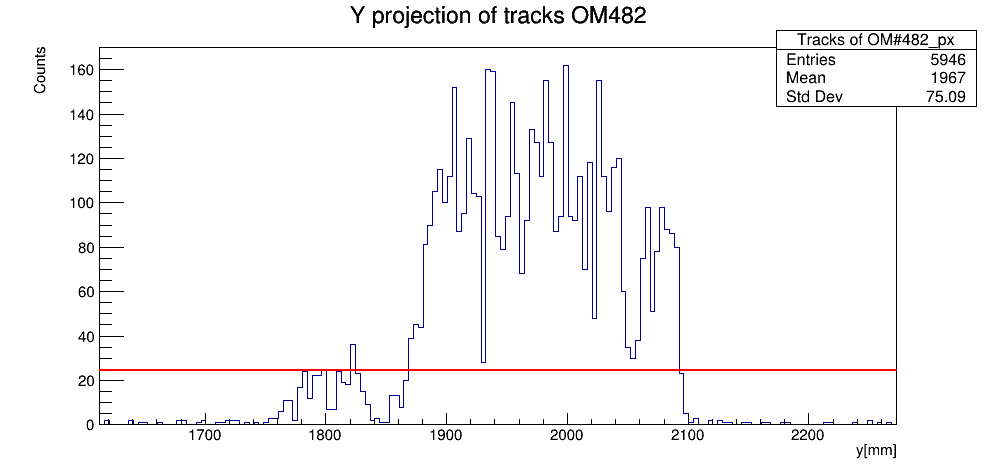 Y projection of tracks OM482
Tracks of OM#482_px
Entries 5946
Mean 1967
Std Dev 75.09
Counts
160
140
120
100
80
60
40
20
0
1700 1800 1900 2000 2100 2200
y[mm]